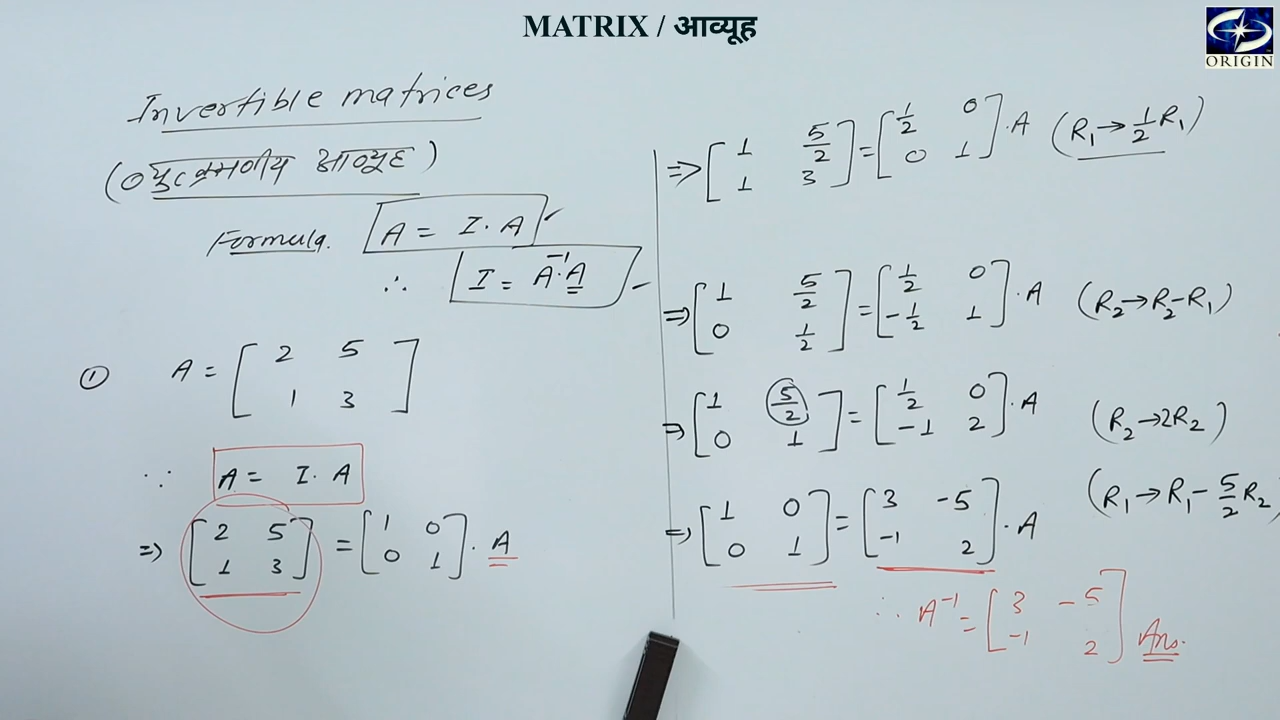 MATRIX / आव्यूह
ORIGIN
Invertible matrices
(व्युत्क्रमणीय आव्यूह)
Formula. A = I. A
∴ I = A⁻¹.A
① A = [2 5
1 3]
∵ A = I. A
=> [2 5
1 3] = [1 0
0 1] . A
=> [1 5/2
1 3] = [1/2 0
0 1] .A (R₁→1/2R₁)
=> [1 5/2
0 1/2] = [1/2 0
-1/2 1] .A (R₂→R₂-R₁)
=> [1 5/2
0 1] = [1/2 0
-1 2] .A (R₂→2R₂)
=> [1 0
0 1] = [3 -5
-1 2] .A (R₁→R₁-5/2R₂
∴ A⁻¹ = [3 -5
-1 2] Ans.